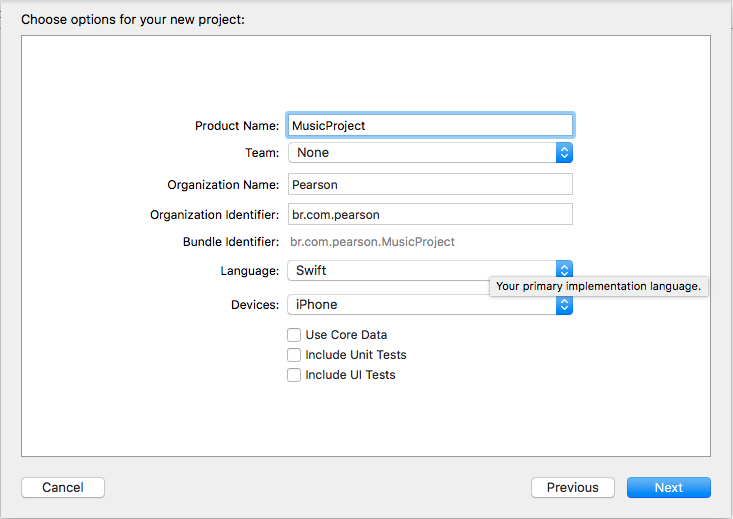 Choose options for your new project:
Product Name: MusicProject
Team: None
Organization Name: Pearson
Organization Identifier: br.com.pearson
Bundle Identifier: br.com.pearson.MusicProject
Language: Swift
Your primary implementation language.
Devices: iPhone
Use Core Data
Include Unit Tests
Include UI Tests
Cancel Previous Next